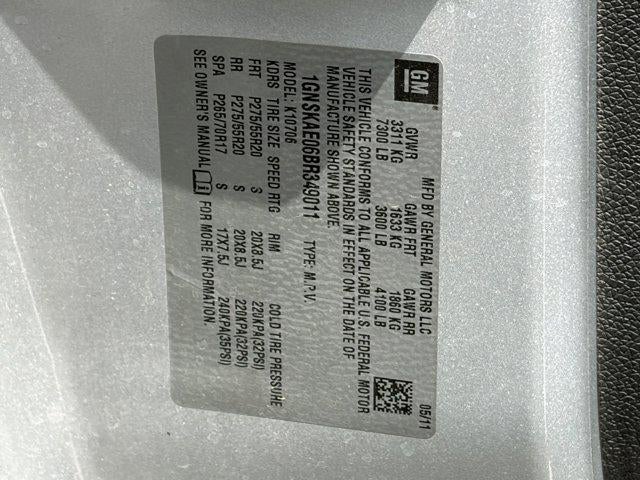 GM
MFD BY GENERAL MOTORS LLC 05/11
GVWR GAWR FRT GAWR RR
3311 KG 1633 KG 1860 KG
7300 LB 3600 LB 4100 LB
THIS VEHICLE CONFORMS TO ALL APPLICABLE U.S. FEDERAL MOTOR
VEHICLE SAFETY STANDARDS IN EFFECT ON THE DATE OF
MANUFACTURE SHOWN ABOVE.
1GNSKAE06BR349011 TYPE: M.P.V.
MODEL: K10706
KDRS TIRE SIZE SPEED RTG RIM COLD TIRE PRESSURE
FRT P275/55R20 S 20X8.5J 220KPA(32PSI)
RR P275/55R20 S 20X8.5J 220KPA(32PSI)
SPA P265/70R17 S 17X7.5J 240KPA(35PSI)
SEE OWNER'S MANUAL FOR MORE INFORMATION.